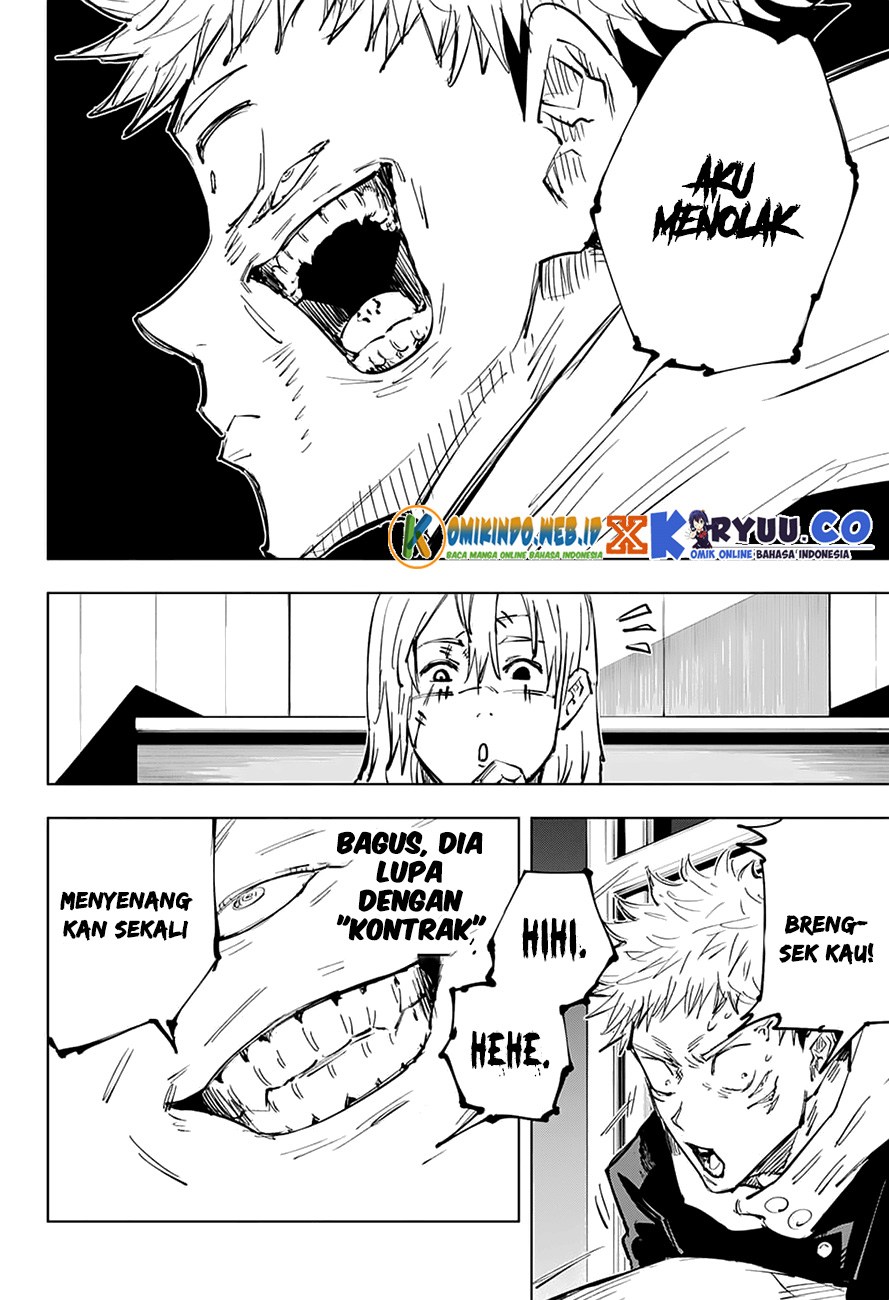 AKU
MENOLAK
KOMIKINDO.WEB.ID
BACA MANGA ONLINE BAHASA INDONESIA
X
KIRYUU.CO
KOMIK ONLINE BAHASA INDONESIA
BRENG-
SEK KAU!
HIHI.
HEHE.
BAGUS, DIA
LUPA
DENGAN
"KONTRAK"
MENYENANG
KAN SEKALI